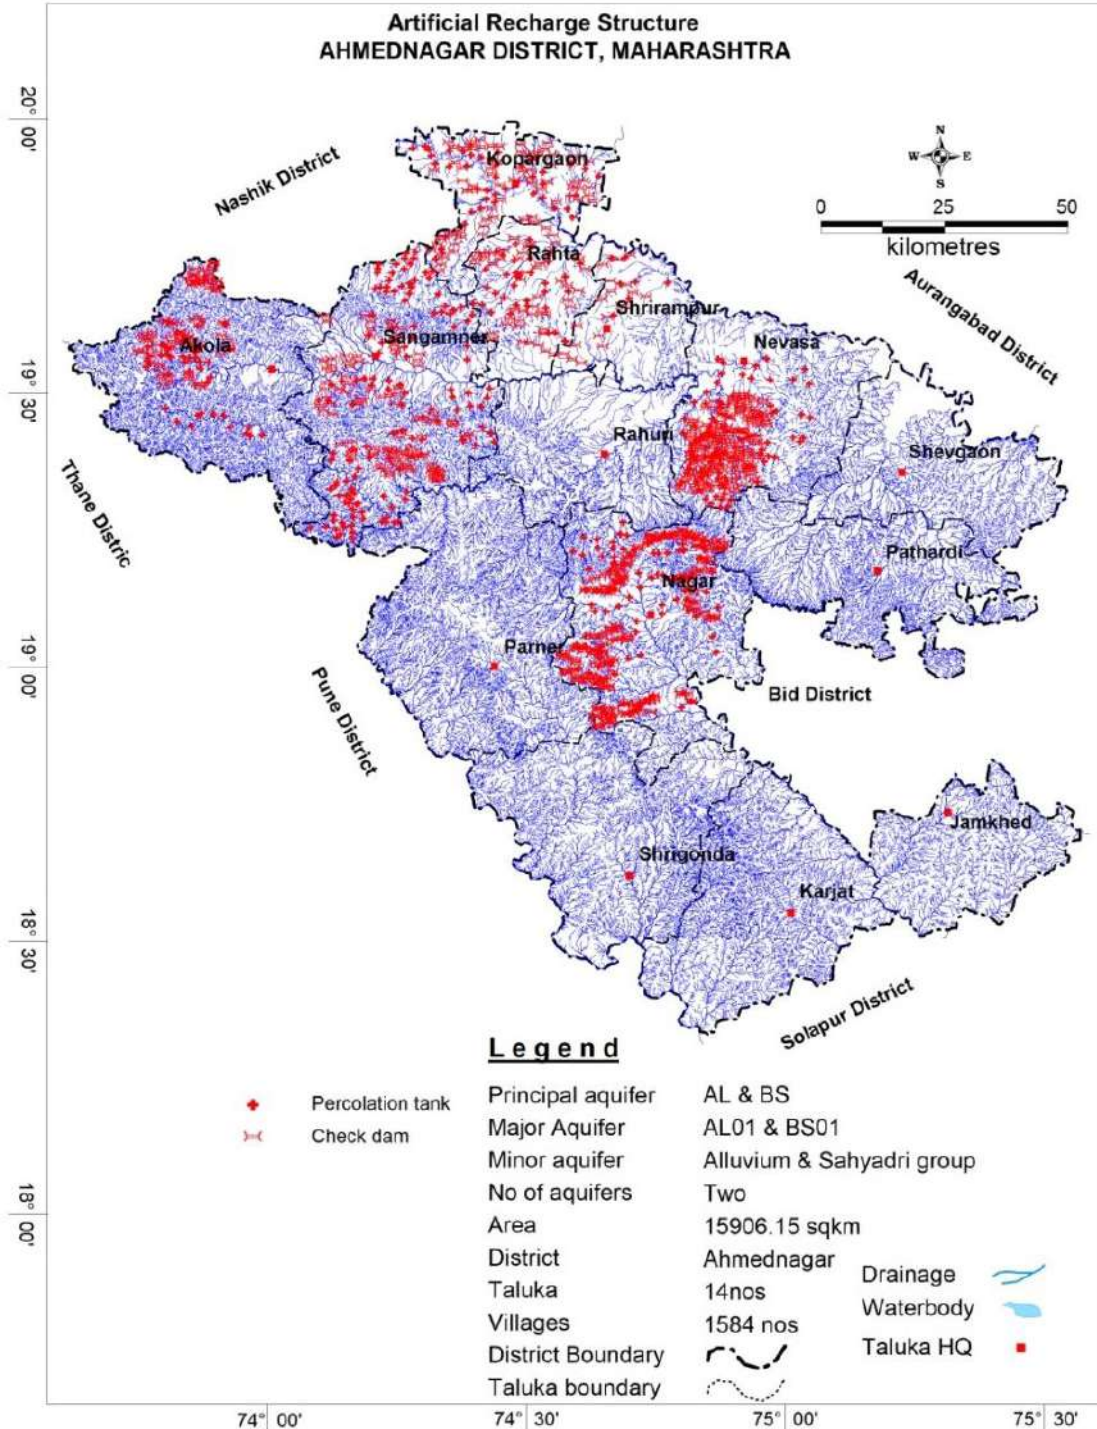 Artificial Recharge Structure
AHMEDNAGAR DISTRICT, MAHARASHTRA
20° 00'
N
W E
S
0 25 50
kilometres
Nashik District
Kopargaon
Rahta
Aurangabad District
Shrirampur
Sangamner
Nevasa
Akola
19° 30'
Rahuri
Shevgaon
Thane Distric
Pathardi
Nagar
Parner
19° 00'
Bid District
Pune District
Jamkhed
Shrigonda
Karjat
18° 30'
Solapur District
Legend
Percolation tank
Check dam
Principal aquifer AL & BS
Major Aquifer AL01 & BS01
Minor aquifer Alluvium & Sahyadri group
No of aquifers Two
Area 15906.15 sqkm
District Ahmednagar
Taluka 14nos
Villages 1584 nos
District Boundary
Taluka boundary
Drainage
Waterbody
Taluka HQ
18° 00'
74° 00' 74° 30' 75° 00' 75° 30'